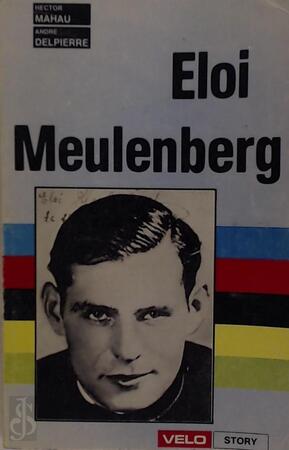 HECTOR
MAHAU
ANDRE
DELPIERRE
Eloi
Meulenberg
VELO
STORY